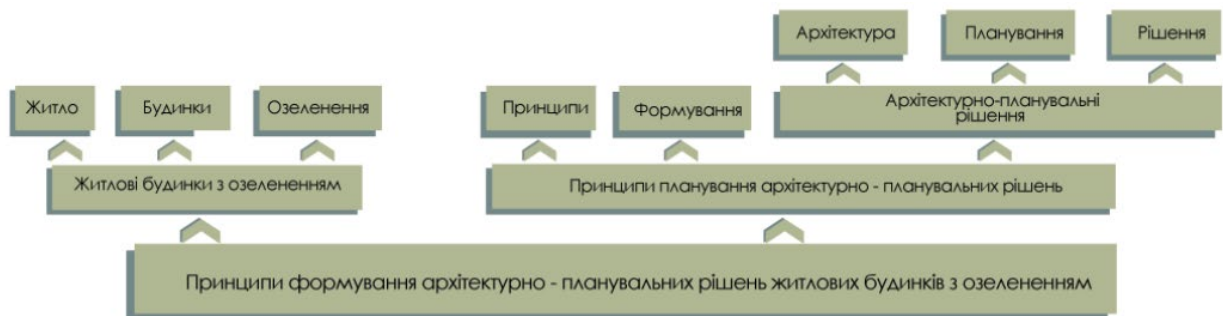 Архітектура
Планування
Рішення
Житло
Будинки
Озеленення
Принципи
Формування
Архітектурно-планувальні
рішення
Житлові будинки з озелененням
Принципи планування архітектурно - планувальних рішень
Принципи формування архітектурно - планувальних рішень житлових будинків з озелененням